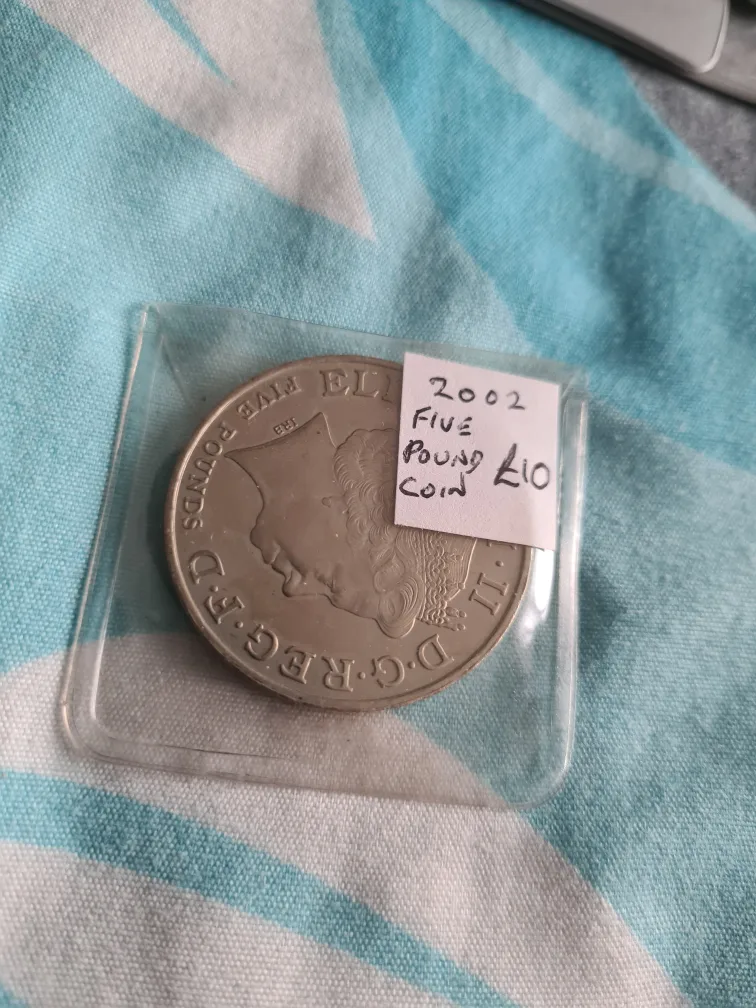 2002
FIVE
POUND £10
COIN
ELI
II D·G·REG·F·D
FIVE POUNDS
IRB